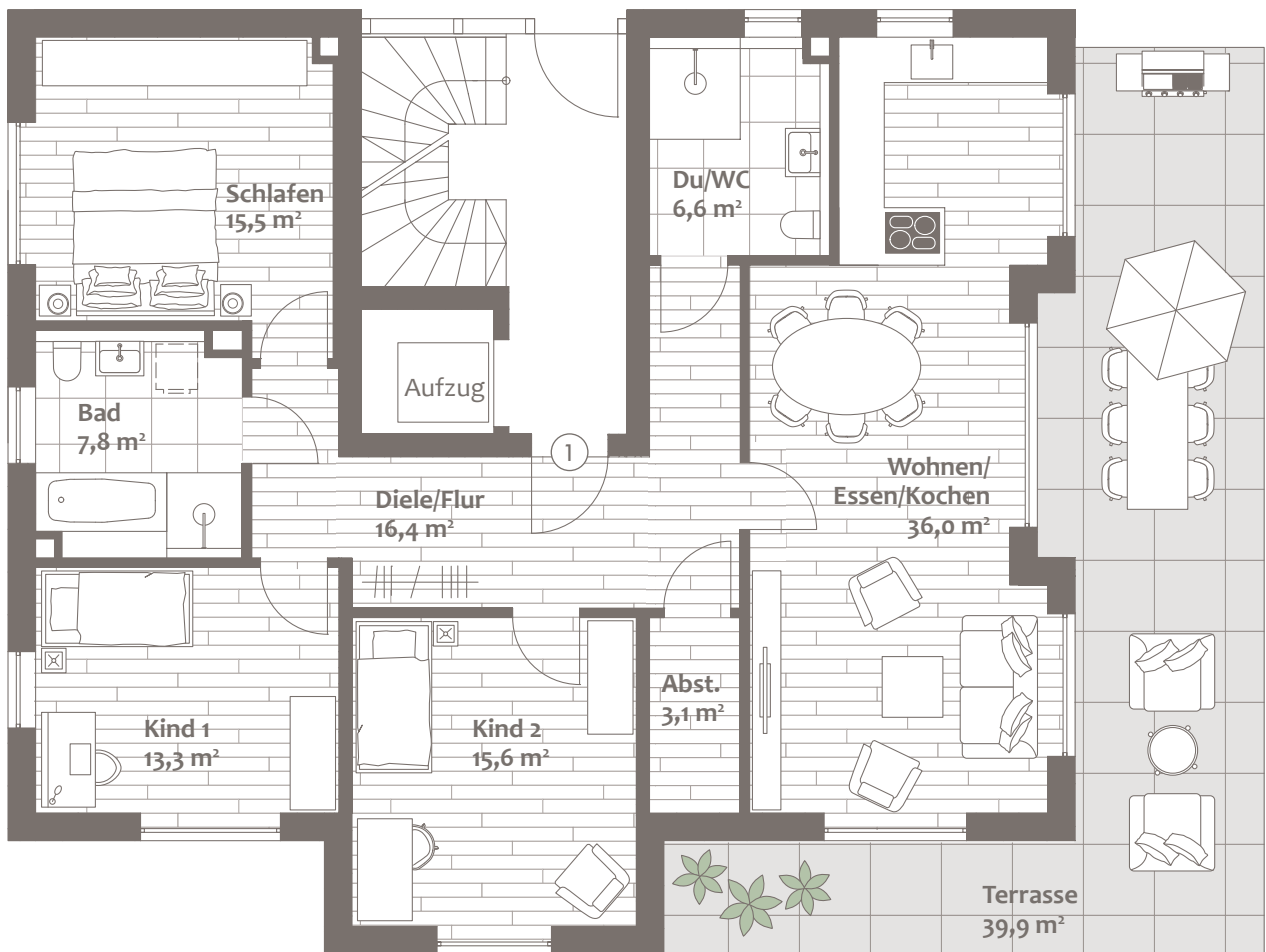 Schlafen
15,5 m²
Du/WC
6,6 m²
Aufzug
Bad
7,8 m²
1
Diele/Flur
16,4 m²
Wohnen/
Essen/Kochen
36,0 m²
Kind 1
13,3 m²
Kind 2
15,6 m²
Abst.
3,1 m²
Terrasse
39,9 m²